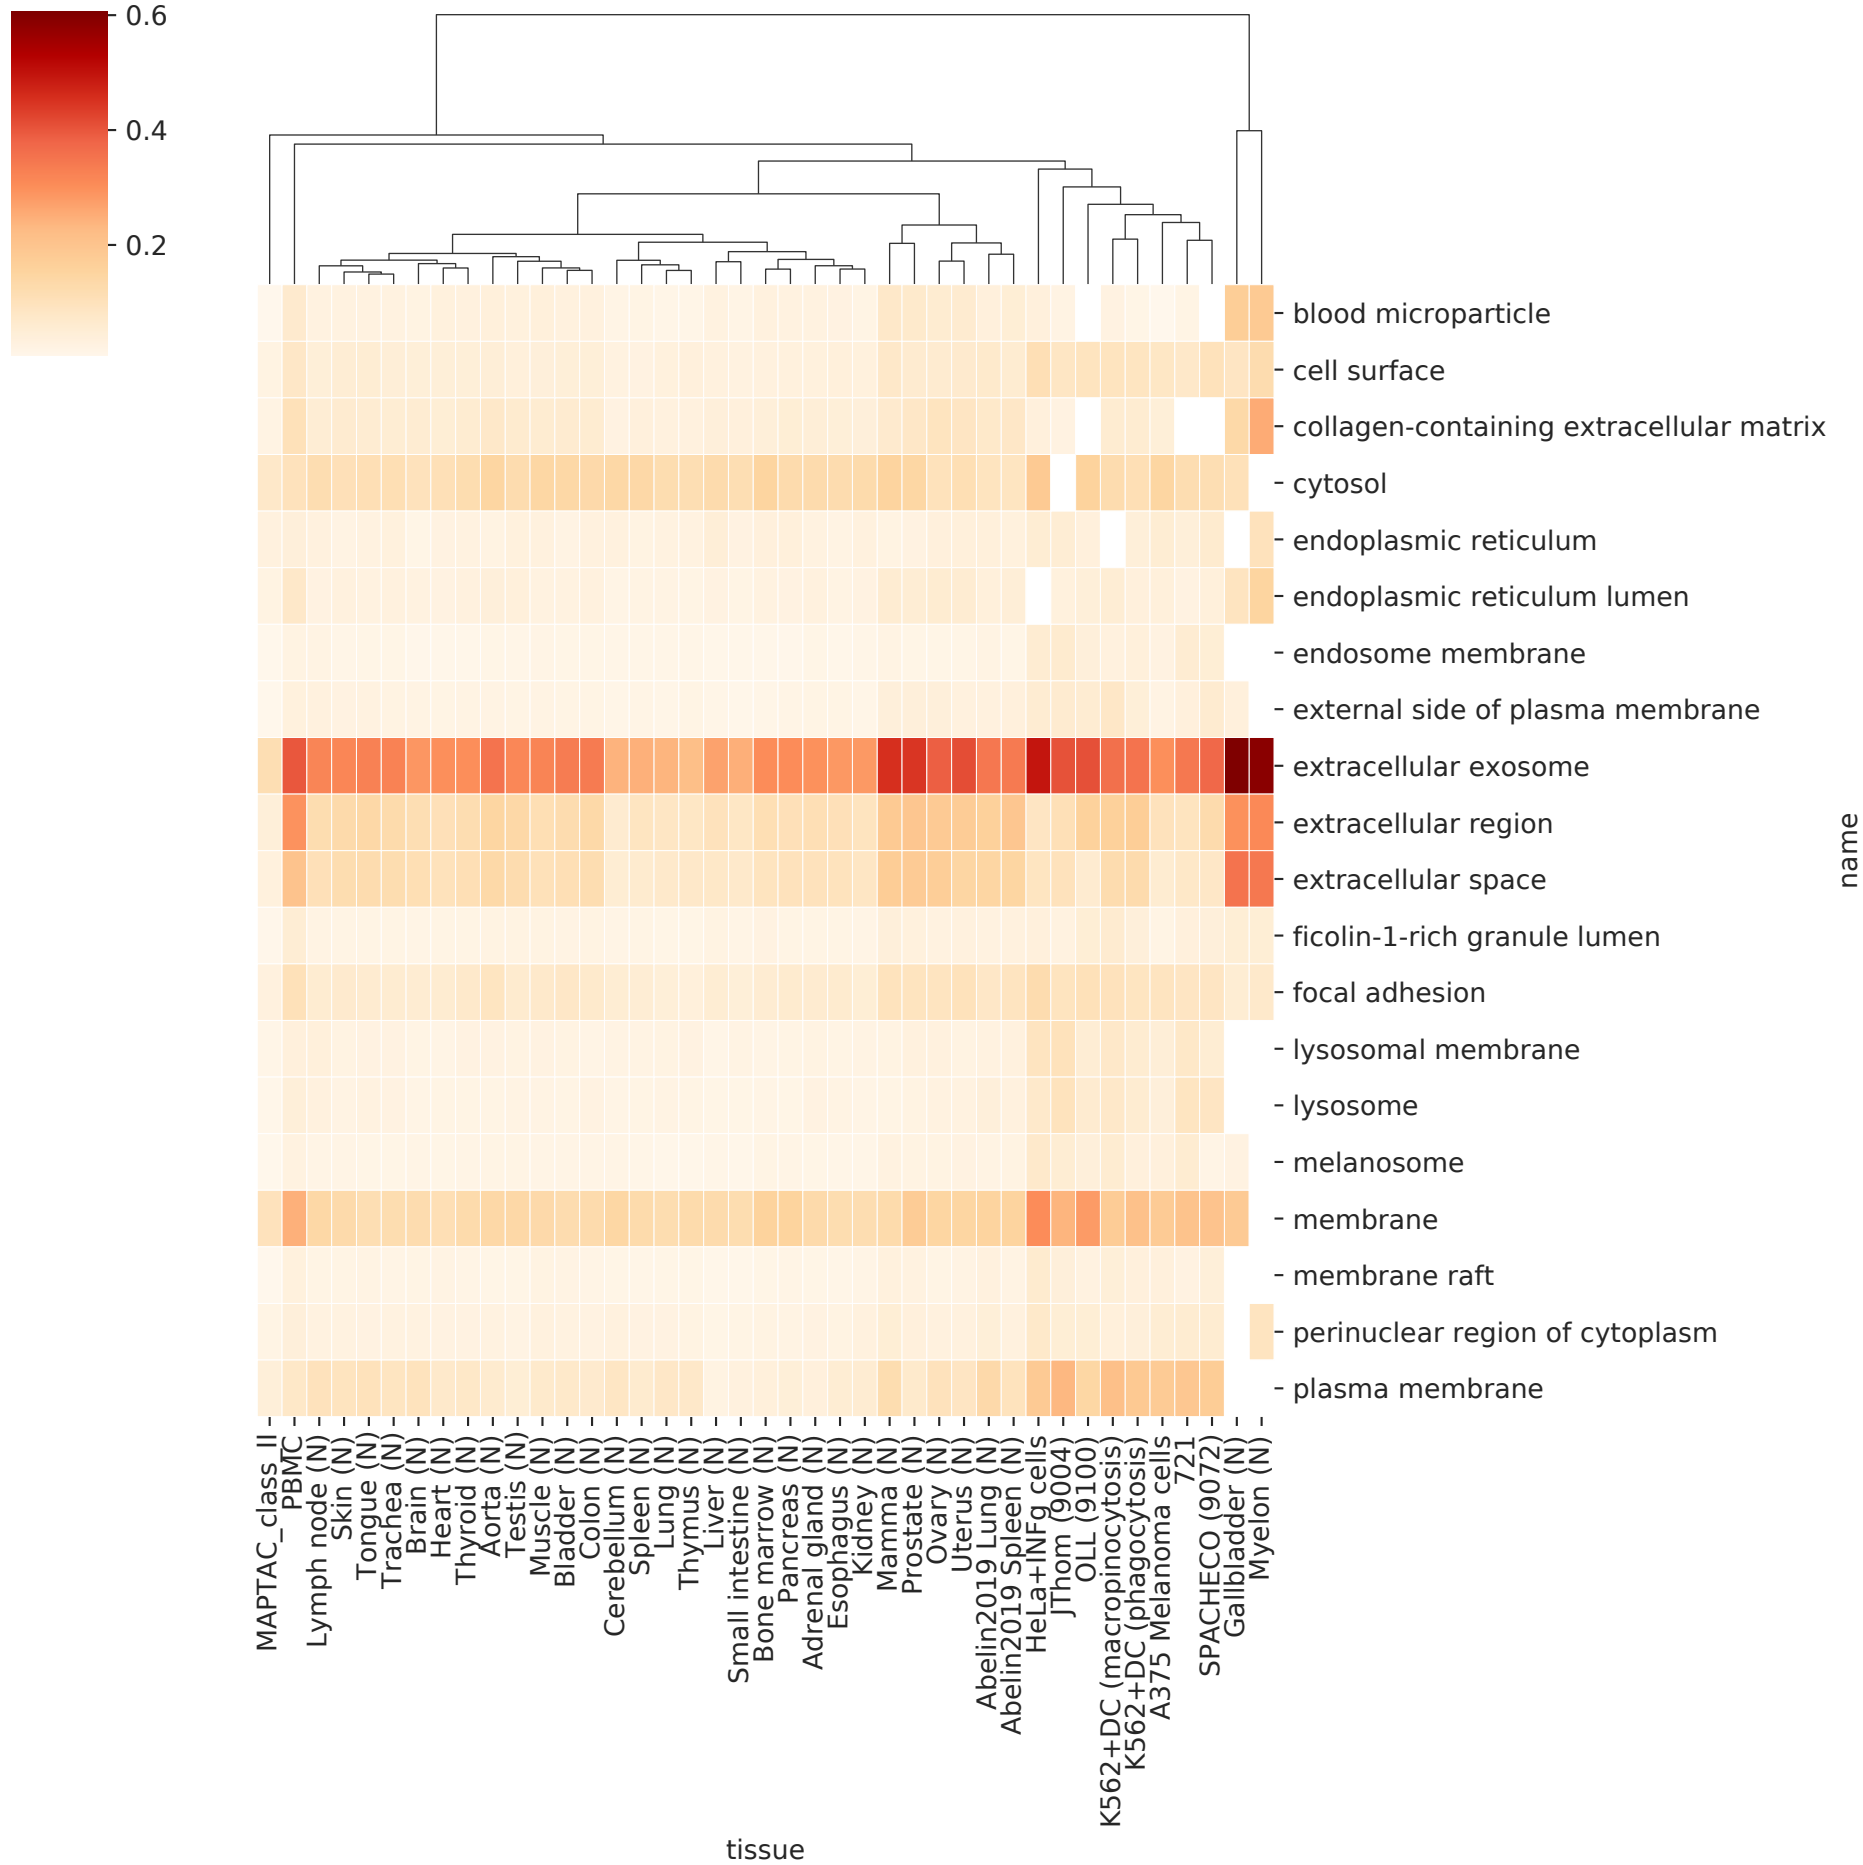 0.6
0.4
0.2
blood microparticle
cell surface
collagen-containing extracellular matrix
cytosol
endoplasmic reticulum
endoplasmic reticulum lumen
endosome membrane
external side of plasma membrane
extracellular exosome
extracellular region
extracellular space
ficolin-1-rich granule lumen
focal adhesion
lysosomal membrane
lysosome
melanosome
membrane
membrane raft
perinuclear region of cytoplasm
plasma membrane
name
MAPTAC_class_II
PBMC
Lymph node (N)
Skin (N)
Tongue (N)
Trachea (N)
Brain (N)
Heart (N)
Thyroid (N)
Aorta (N)
Testis (N)
Muscle (N)
Bladder (N)
Colon (N)
Cerebellum (N)
Spleen (N)
Lung (N)
Thymus (N)
Liver (N)
Small intestine (N)
Bone marrow (N)
Pancreas (N)
Adrenal gland (N)
Esophagus (N)
Kidney (N)
Mamma (N)
Prostate (N)
Ovary (N)
Uterus (N)
Abelin2019 Lung (N)
Abelin2019 Spleen (N)
HeLa+INFg cells
JThom (9004)
OLL (9100)
K562+DC (macropinocytosis)
K562+DC (phagocytosis)
A375 Melanoma cells
721
SPACHECO (9072)
Gallbladder (N)
Myelon (N)
tissue